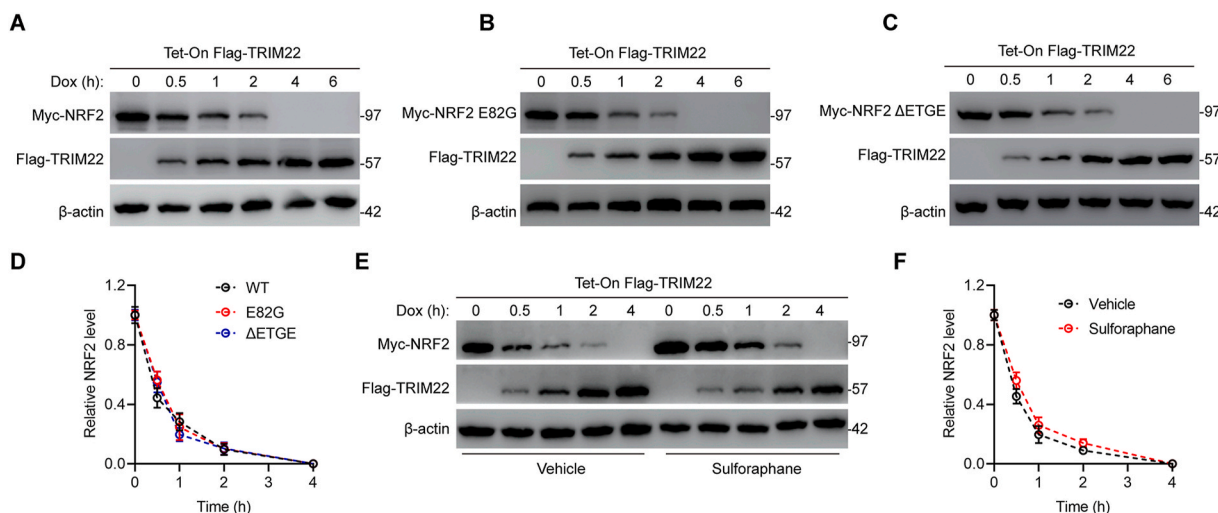 A
Tet-On Flag-TRIM22
Dox (h): 0 0.5 1 2 4 6
Myc-NRF2 -97
Flag-TRIM22 -57
β-actin -42
B
Tet-On Flag-TRIM22
0 0.5 1 2 4 6
Myc-NRF2 E82G -97
Flag-TRIM22 -57
β-actin -42
C
Tet-On Flag-TRIM22
0 0.5 1 2 4 6
Myc-NRF2 ΔETGE -97
Flag-TRIM22 -57
β-actin -42
D
Relative NRF2 level
1.2
0.8
0.4
0.0
0 1 2 3 4
Time (h)
WT
E82G
ΔETGE
E
Tet-On Flag-TRIM22
Dox (h): 0 0.5 1 2 4 0 0.5 1 2 4
Myc-NRF2 -97
Flag-TRIM22 -57
β-actin -42
Vehicle Sulforaphane
F
Relative NRF2 level
1.2
0.8
0.4
0.0
0 1 2 3 4
Time (h)
Vehicle
Sulforaphane